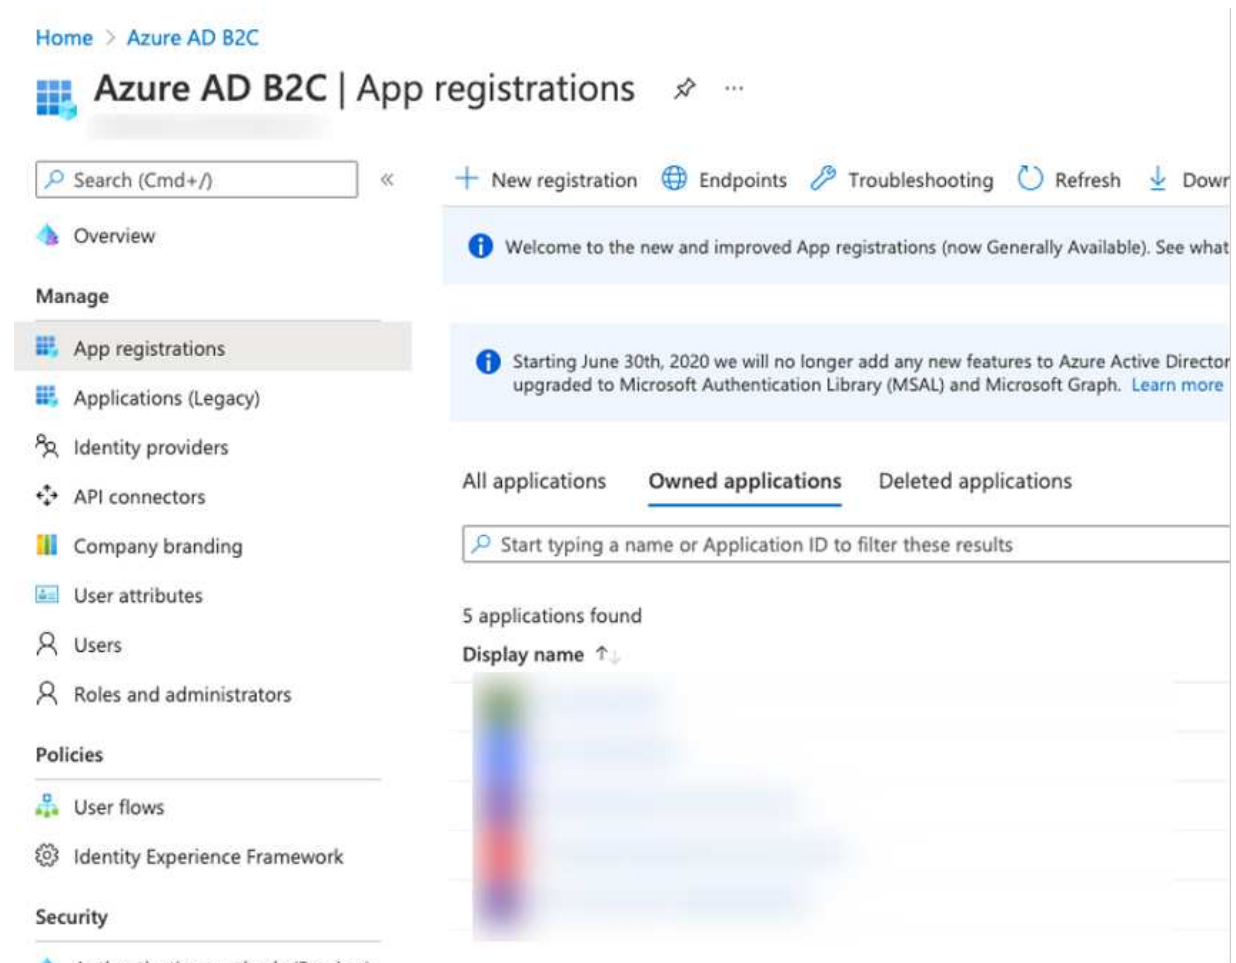 Home > Azure AD B2C
Azure AD B2C | App registrations ...
Search (Cmd+/) «
+ New registration Endpoints Troubleshooting Refresh Down
Overview
Welcome to the new and improved App registrations (now Generally Available). See what
Manage
App registrations
Starting June 30th, 2020 we will no longer add any new features to Azure Active Director
upgraded to Microsoft Authentication Library (MSAL) and Microsoft Graph. Learn more
Applications (Legacy)
Identity providers
All applications Owned applications Deleted applications
API connectors
Company branding
Start typing a name or Application ID to filter these results
User attributes
5 applications found
Users
Display name ↑↓
Roles and administrators
Policies
User flows
Identity Experience Framework
Security